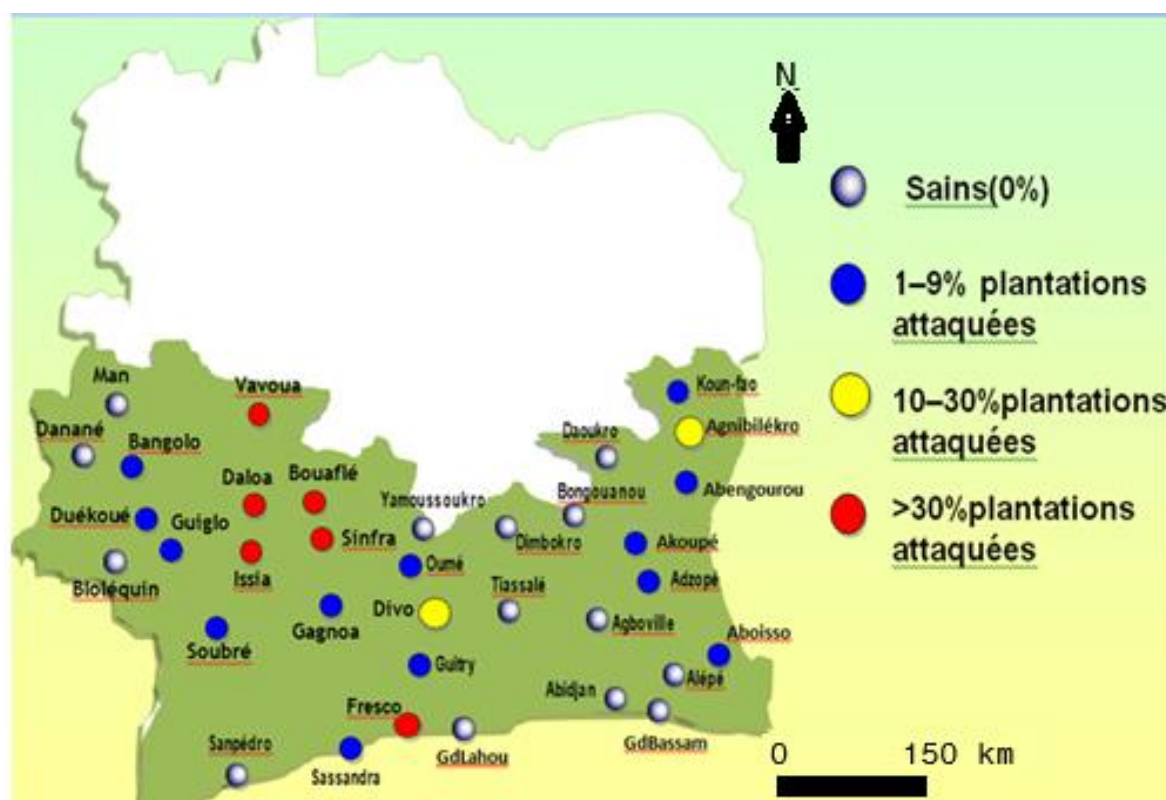 N
Sains(0%)
1–9% plantations
attaquées
10–30%plantations
attaquées
>30%plantations
attaquées
Man
Vavoua
Koun-fao
Danané
Bangolo
Daoukro
Agnibilékro
Daloa
Bouaflé
Yamoussoukro
Bongouanou
Abengourou
Duékoué
Guiglo
Sinfra
Dimbokro
Akoupé
Bloléquin
Issia
Oumé
Tiassalé
Adzopé
Soubré
Gagnoa
Divo
Agboville
Aboisso
Guitry
Alépé
Abidjan
Fresco
GdBassam
Sanpédro
Sassandra
GdLahou
0 150 km